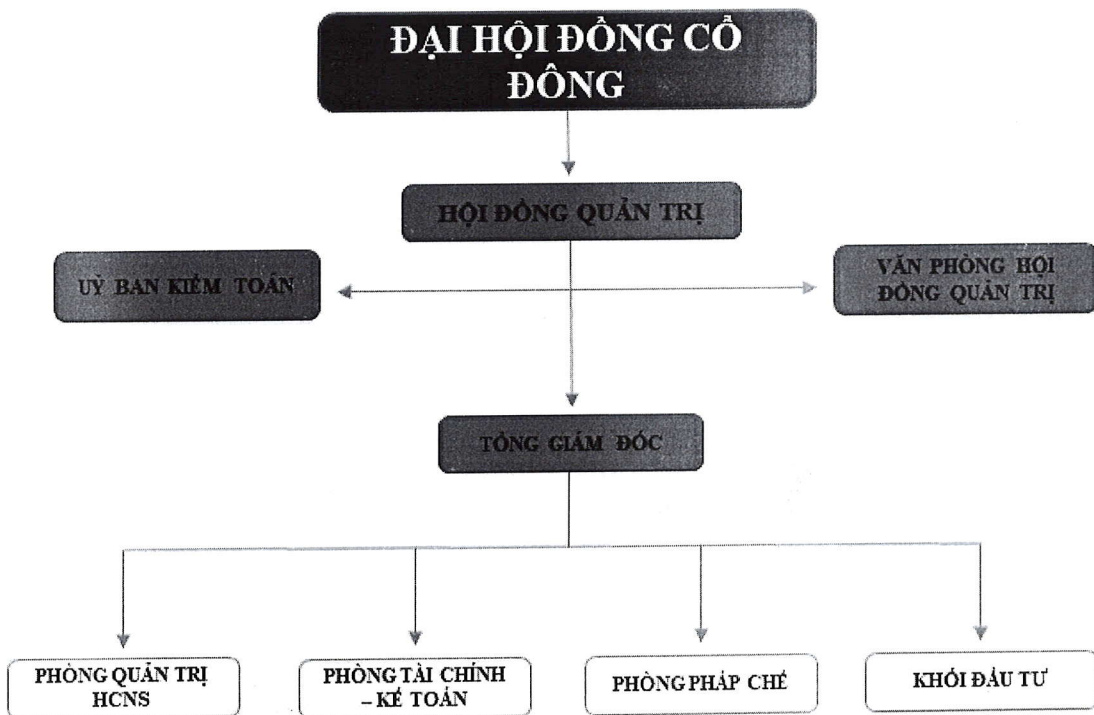 ĐẠI HỘI ĐỒNG CỔ
ĐÔNG
HỘI ĐỒNG QUẢN TRỊ
UỶ BAN KIỂM TOÁN
VĂN PHÒNG HỘI
ĐỒNG QUẢN TRỊ
TỔNG GIÁM ĐỐC
PHÒNG QUẢN TRỊ
HCNS
PHÒNG TÀI CHÍNH
– KẾ TOÁN
PHÒNG PHÁP CHẾ
KHỐI ĐẦU TƯ